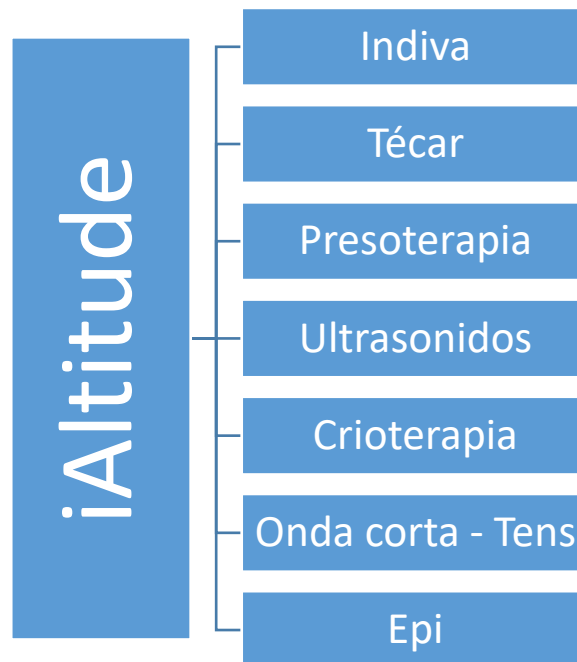 iAltitude
Indiva
Técar
Presoterapia
Ultrasonidos
Crioterapia
Onda corta - Tens
Epi